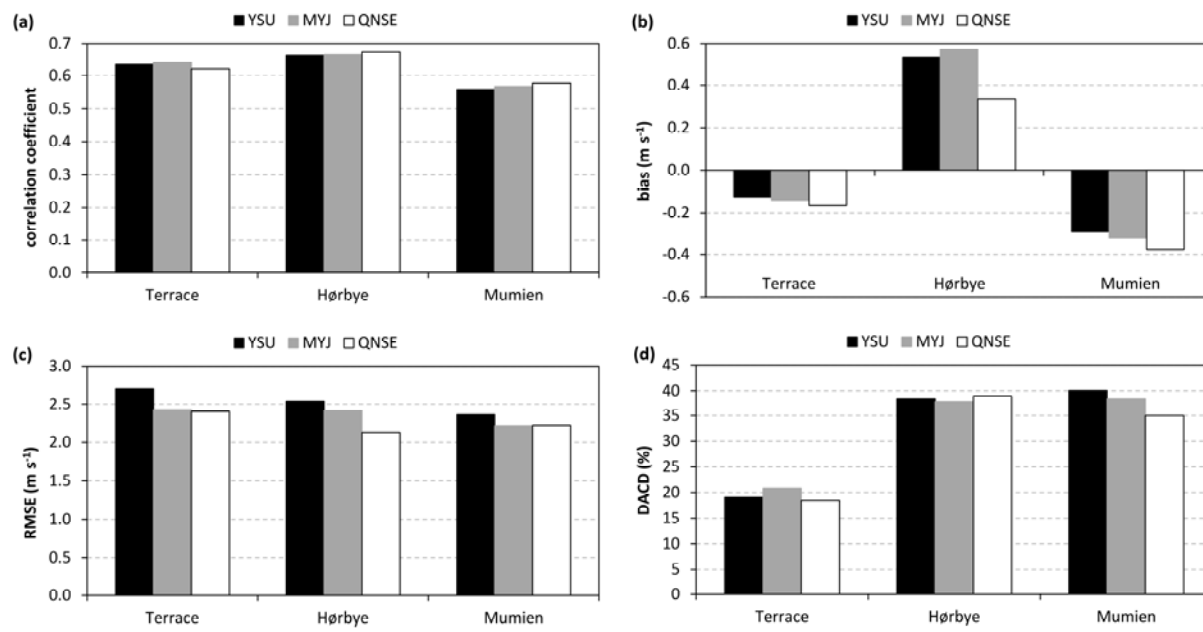 (a)
YSU MYJ QNSE
correlation coefficient
0.7
0.6
0.5
0.4
0.3
0.2
0.1
0.0
Terrace Hørbye Mumien
(b)
YSU MYJ QNSE
bias (m s-1)
0.6
0.4
0.2
0.0
-0.2
-0.4
-0.6
Terrace Hørbye Mumien
(c)
YSU MYJ QNSE
RMSE (m s-1)
3.0
2.5
2.0
1.5
1.0
0.5
0.0
Terrace Hørbye Mumien
(d)
YSU MYJ QNSE
DACD (%)
45
40
35
30
25
20
15
10
5
0
Terrace Hørbye Mumien